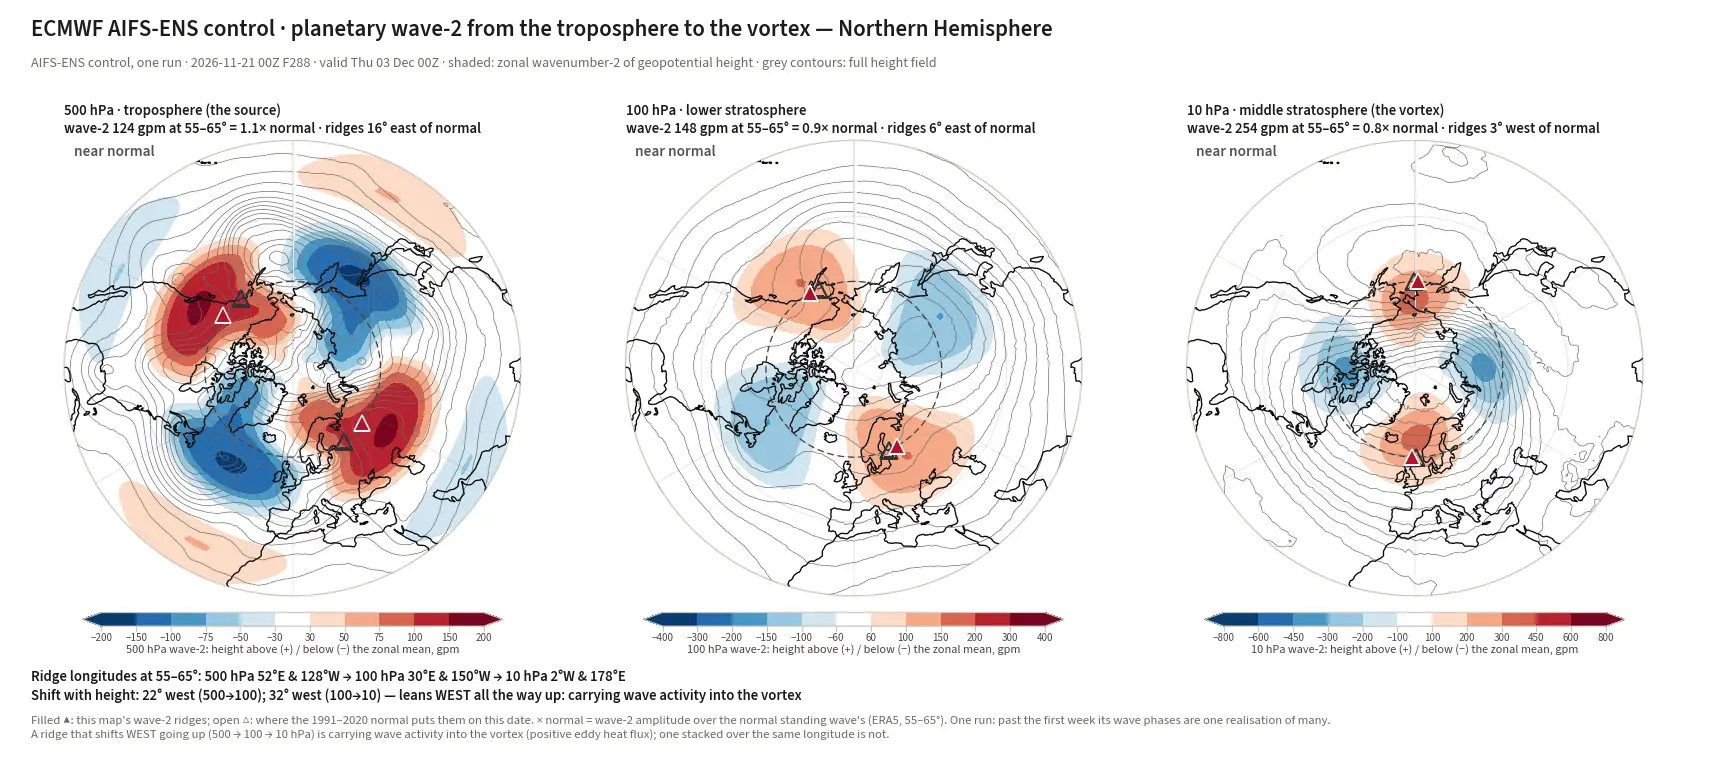 ECMWF AIFS-ENS control · planetary wave-2 from the troposphere to the vortex — Northern Hemisphere
AIFS-ENS control, one run · 2026-11-21 00Z F288 · valid Thu 03 Dec 00Z · shaded: zonal wavenumber-2 of geopotential height · grey contours: full height field
500 hPa · troposphere (the source)
wave-2 124 gpm at 55–65° = 1.1× normal · ridges 16° east of normal
near normal
100 hPa · lower stratosphere
wave-2 148 gpm at 55–65° = 0.9× normal · ridges 6° east of normal
near normal
10 hPa · middle stratosphere (the vortex)
wave-2 254 gpm at 55–65° = 0.8× normal · ridges 3° west of normal
near normal
−200 −150 −100 −75 −50 −30 30 50 75 100 150 200
500 hPa wave-2: height above (+) / below (−) the zonal mean, gpm
−400 −300 −200 −150 −100 −60 60 100 150 200 300 400
100 hPa wave-2: height above (+) / below (−) the zonal mean, gpm
−800 −600 −450 −300 −200 −100 100 200 300 450 600 800
10 hPa wave-2: height above (+) / below (−) the zonal mean, gpm
Ridge longitudes at 55–65°: 500 hPa 52°E & 128°W → 100 hPa 30°E & 150°W → 10 hPa 2°W & 178°E
Shift with height: 22° west (500→100); 32° west (100→10) — leans WEST all the way up: carrying wave activity into the vortex
Filled ▲: this map's wave-2 ridges; open △: where the 1991–2020 normal puts them on this date. × normal = wave-2 amplitude over the normal standing wave's (ERA5, 55–65°). One run: past the first week its wave phases are one realisation of many.
A ridge that shifts WEST going up (500 → 100 → 10 hPa) is carrying wave activity into the vortex (positive eddy heat flux); one stacked over the same longitude is not.